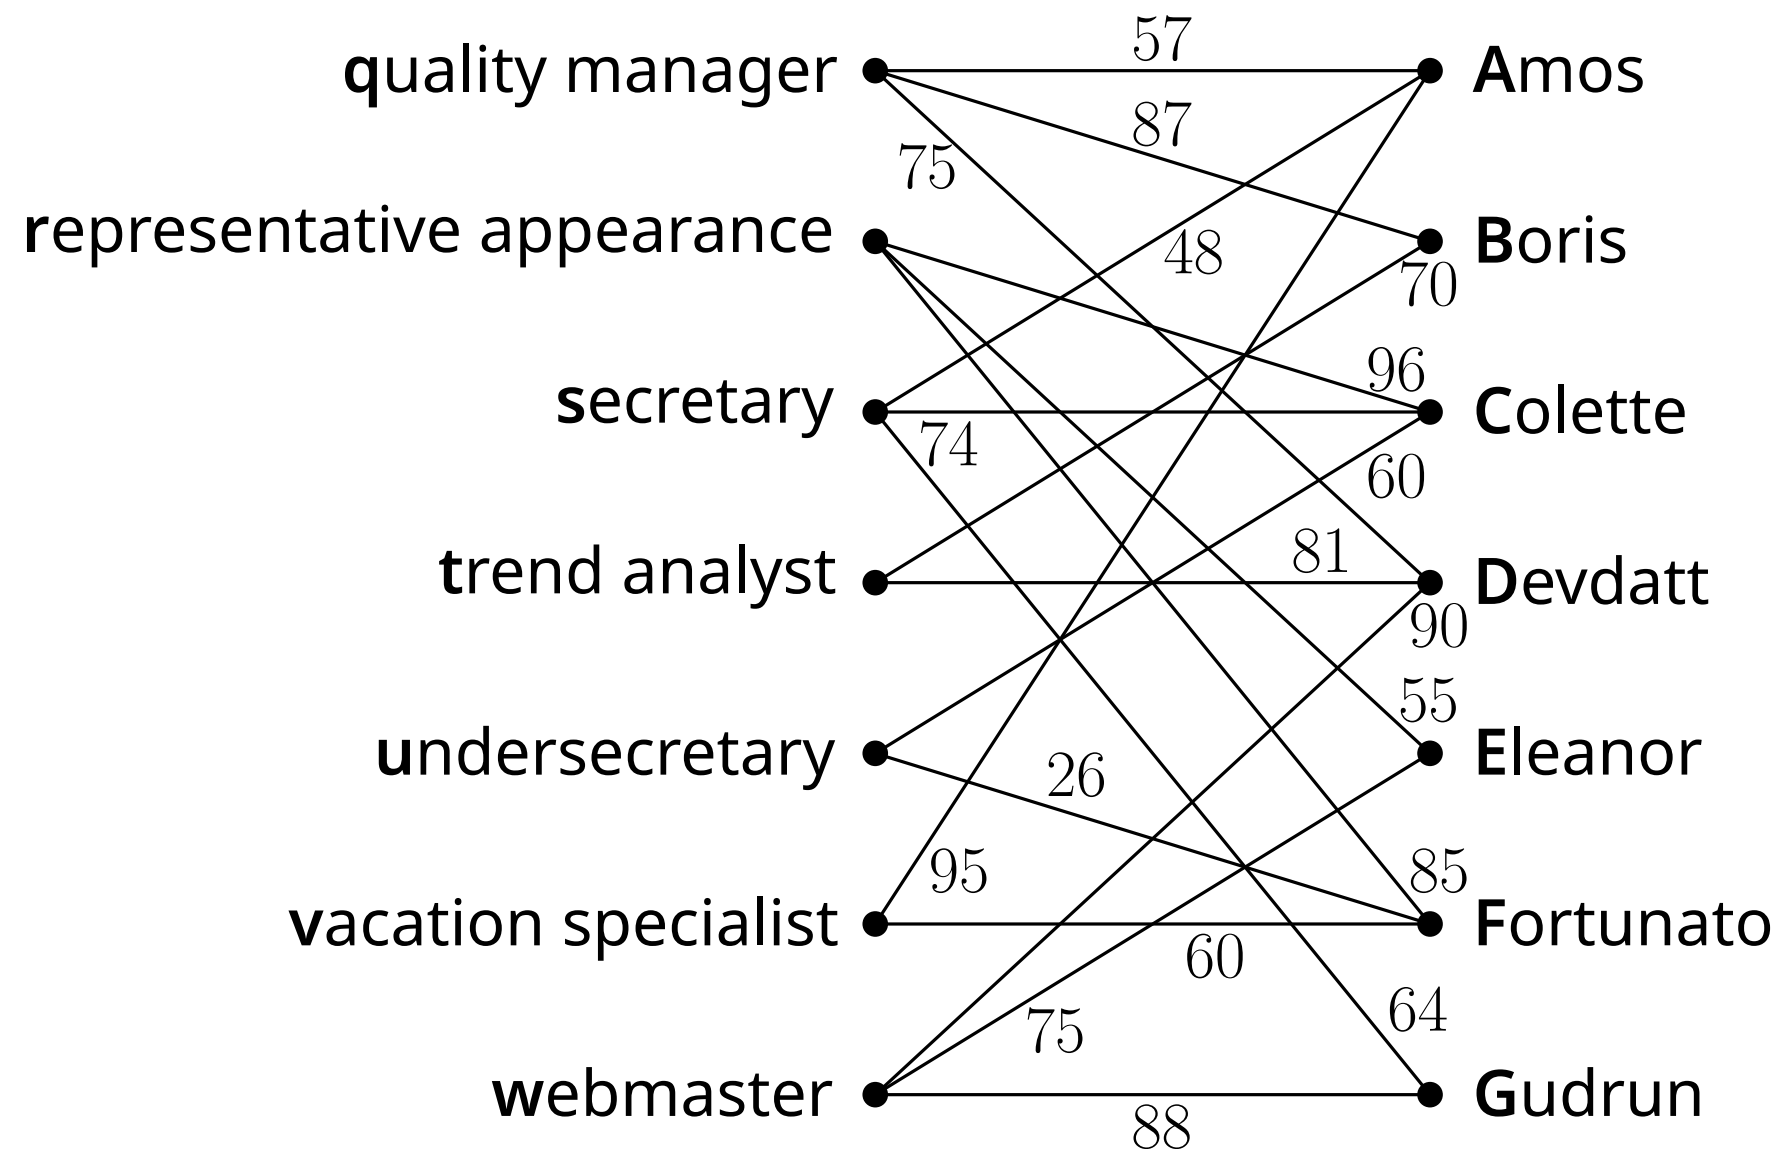 quality manager
57
Amos
87
75
representative appearance
48
Boris
70
96
secretary
74
Colette
60
trend analyst
81
Devdatt
90
55
undersecretary
26
Eleanor
95
85
vacation specialist
60
Fortunato
64
75
webmaster
88
Gudrun